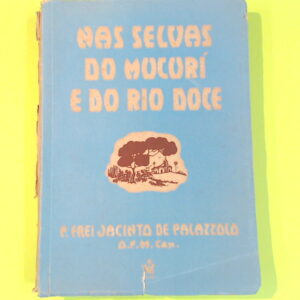 NAS SELVAS
DO MUCURÍ
E DO RIO DOCE
P. FREI JACINTO DE PALAZZOLO
O.F.M. Cap.